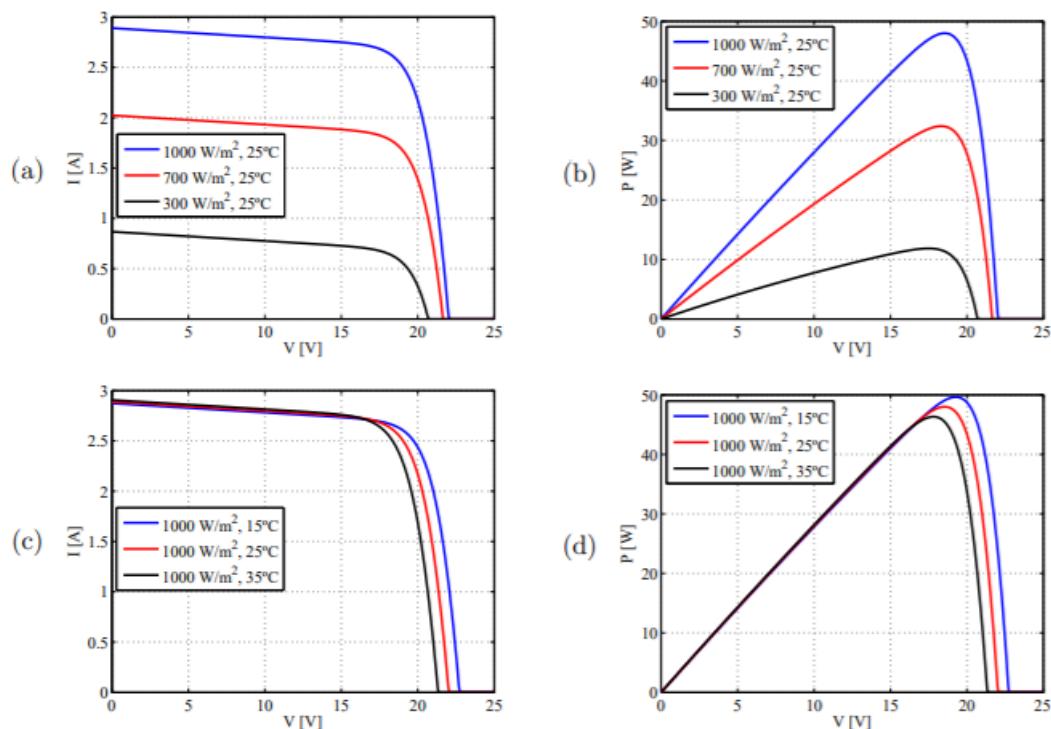 (a)
3
2.5
2
1.5
1
0.5
0
I [A]
1000 W/m², 25ºC
700 W/m², 25ºC
300 W/m², 25ºC
0 5 10 15 20 25
V [V]
(b)
50
40
30
20
10
0
P [W]
1000 W/m², 25ºC
700 W/m², 25ºC
300 W/m², 25ºC
0 5 10 15 20 25
V [V]
(c)
3
2.5
2
1.5
1
0.5
0
I [A]
1000 W/m², 15ºC
1000 W/m², 25ºC
1000 W/m², 35ºC
0 5 10 15 20 25
V [V]
(d)
50
40
30
20
10
0
P [W]
1000 W/m², 15ºC
1000 W/m², 25ºC
1000 W/m², 35ºC
0 5 10 15 20 25
V [V]